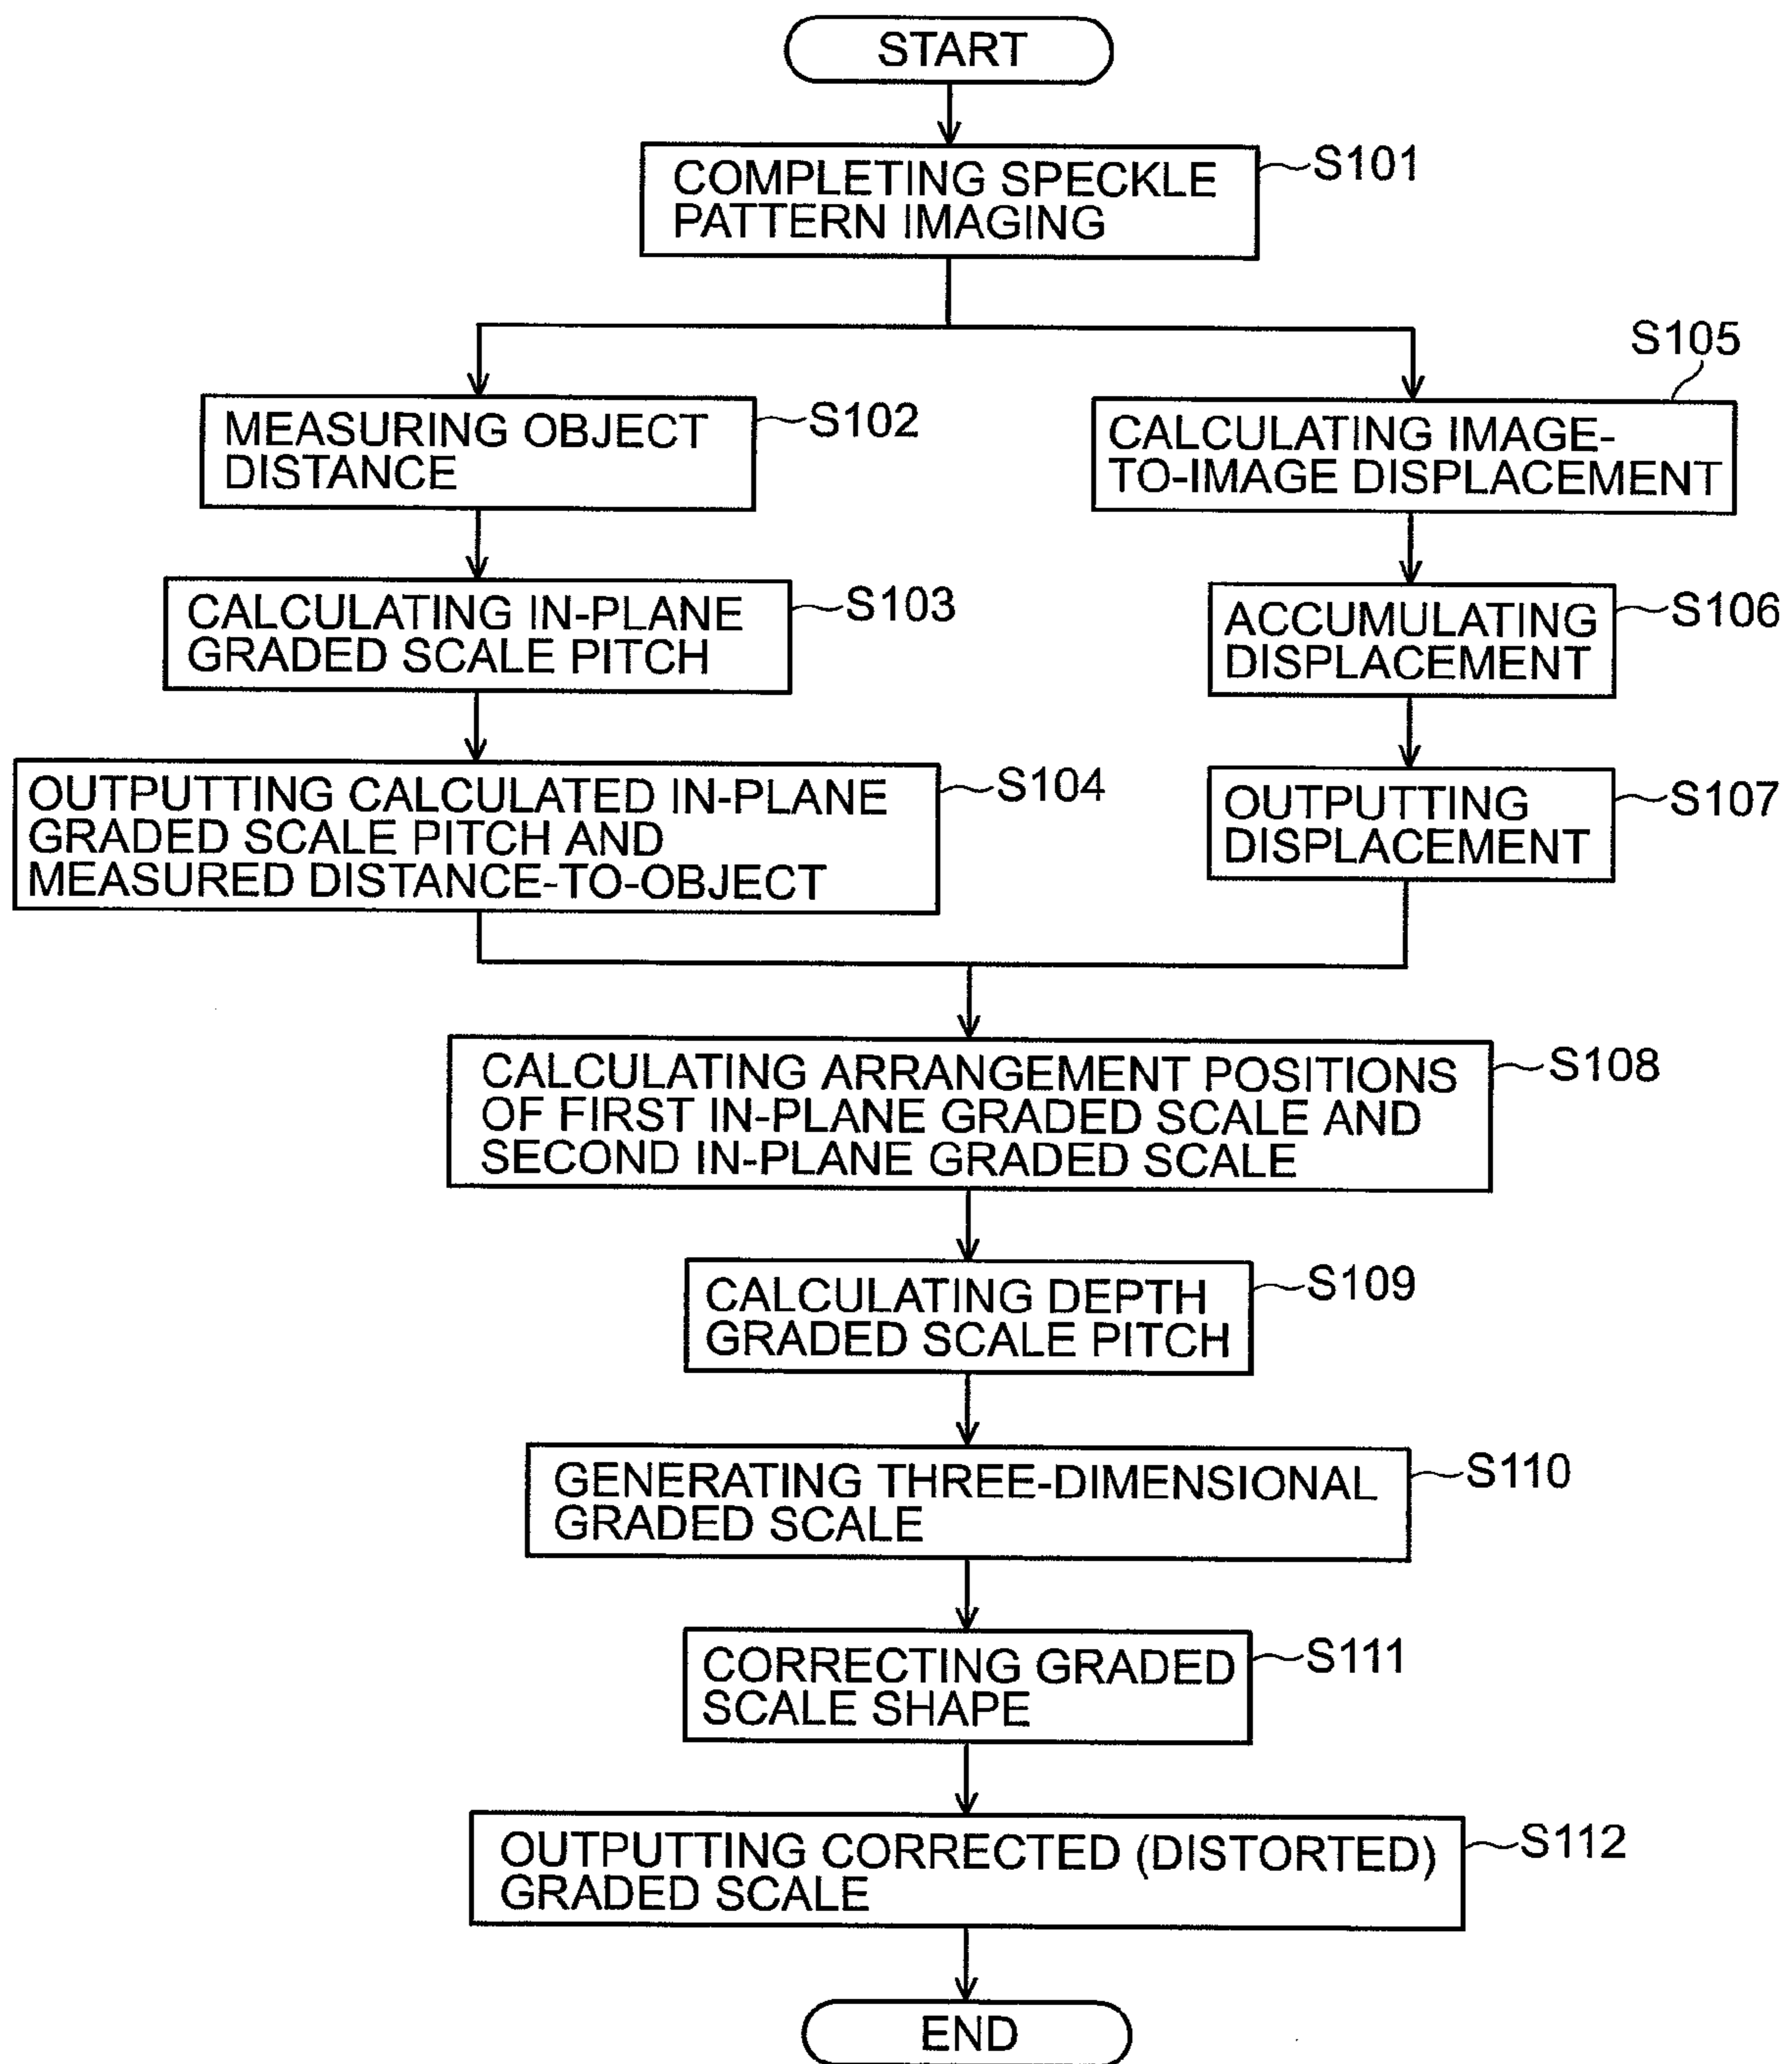 START
COMPLETING SPECKLE
PATTERN IMAGING
S101
MEASURING OBJECT
DISTANCE
S102
CALCULATING IN-PLANE
GRADED SCALE PITCH
S103
OUTPUTTING CALCULATED IN-PLANE
GRADED SCALE PITCH AND
MEASURED DISTANCE-TO-OBJECT
S104
S105
CALCULATING IMAGE-
TO-IMAGE DISPLACEMENT
ACCUMULATING
DISPLACEMENT
S106
OUTPUTTING
DISPLACEMENT
S107
CALCULATING ARRANGEMENT POSITIONS
OF FIRST IN-PLANE GRADED SCALE AND
SECOND IN-PLANE GRADED SCALE
S108
CALCULATING DEPTH
GRADED SCALE PITCH
S109
GENERATING THREE-DIMENSIONAL
GRADED SCALE
S110
CORRECTING GRADED
SCALE SHAPE
S111
OUTPUTTING CORRECTED (DISTORTED)
GRADED SCALE
S112
END